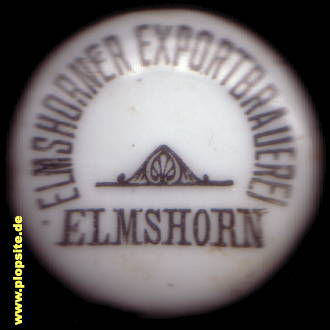 ELMSHORNER EXPORTBRAUEREI
ELMSHORN
www.plopsite.de